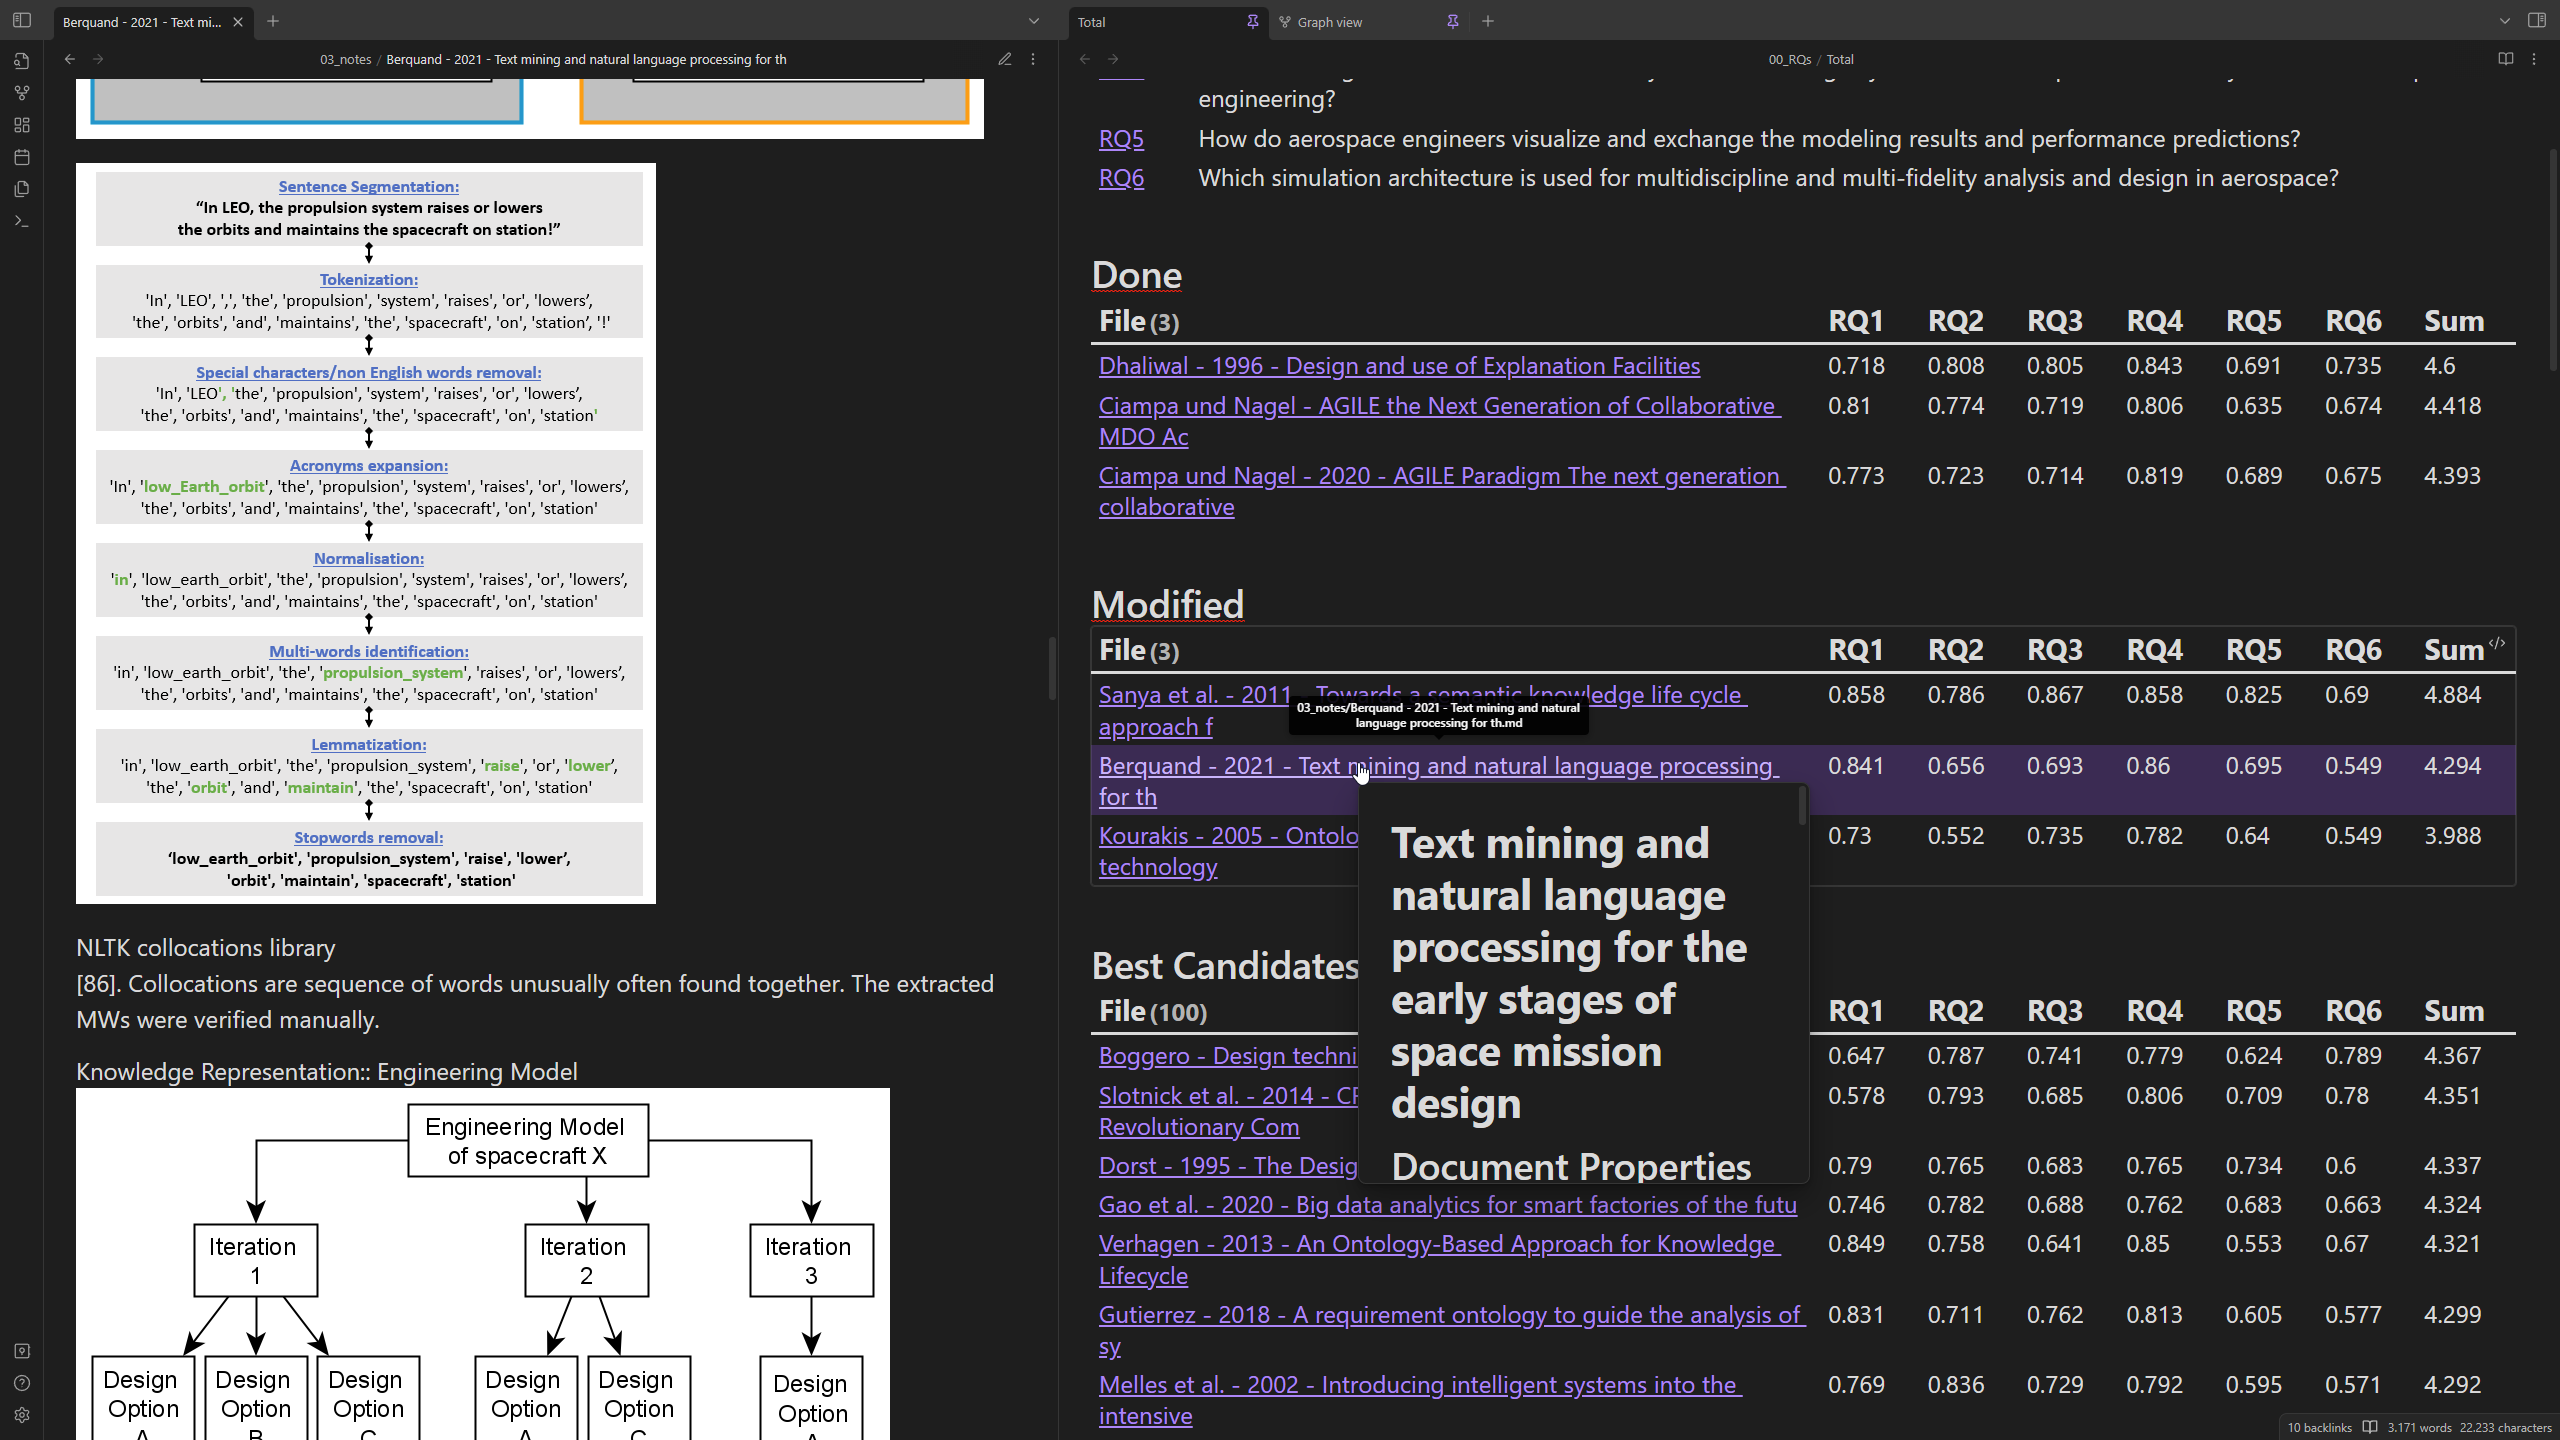 Berquand - 2021 - Text mi...
03_notes / Berquand - 2021 - Text mining and natural language processing for th
Sentence Segmentation:
“In LEO, the propulsion system raises or lowers
the orbits and maintains the spacecraft on station!”
Tokenization:
'In', 'LEO', ',', 'the', 'propulsion', 'system', 'raises', 'or', 'lowers’,
'the', 'orbits', 'and', 'maintains', 'the', 'spacecraft', 'on', 'station’, '!'
Special characters/non English words removal:
'In', 'LEO', 'the', 'propulsion', 'system', 'raises', 'or', 'lowers’,
'the', 'orbits', 'and', 'maintains', 'the', 'spacecraft', 'on', 'station'
Acronyms expansion:
'In', 'low_Earth_orbit', 'the', 'propulsion', 'system', 'raises', 'or', 'lowers’,
'the', 'orbits', 'and', 'maintains', 'the', 'spacecraft', 'on', 'station'
Normalisation:
'in', 'low_earth_orbit', 'the', 'propulsion', 'system', 'raises', 'or', 'lowers’,
'the', 'orbits', 'and', 'maintains', 'the', 'spacecraft', 'on', 'station'
Multi-words identification:
'in', 'low_earth_orbit', 'the', 'propulsion_system', 'raises', 'or', 'lowers’,
'the', 'orbits', 'and', 'maintains', 'the', 'spacecraft', 'on', 'station'
Lemmatization:
'in', 'low_earth_orbit', 'the', 'propulsion_system', 'raise', 'or', 'lower’,
'the', 'orbit', 'and', 'maintain', 'the', 'spacecraft', 'on', 'station'
Stopwords removal:
‘low_earth_orbit', 'propulsion_system', 'raise', 'lower’,
'orbit', 'maintain', 'spacecraft', 'station'
NLTK collocations library
[86]. Collocations are sequence of words unusually often found together. The extracted
MWs were verified manually.
Knowledge Representation:: Engineering Model
Engineering Model
of spacecraft X
Iteration
1
Iteration
2
Iteration
3
Design
Option
A
Design
Option
B
Design
Option
C
Design
Option
A
Design
Option
C
Design
Option
A
Total
Graph view
00_RQs / Total
engineering?
RQ5 How do aerospace engineers visualize and exchange the modeling results and performance predictions?
RQ6 Which simulation architecture is used for multidiscipline and multi-fidelity analysis and design in aerospace?
Done
File (3) RQ1 RQ2 RQ3 RQ4 RQ5 RQ6 Sum
Dhaliwal - 1996 - Design and use of Explanation Facilities 0.718 0.808 0.805 0.843 0.691 0.735 4.6
Ciampa und Nagel - AGILE the Next Generation of Collaborative 0.81 0.774 0.719 0.806 0.635 0.674 4.418
MDO Ac
Ciampa und Nagel - 2020 - AGILE Paradigm The next generation 0.773 0.723 0.714 0.819 0.689 0.675 4.393
collaborative
Modified
File (3) RQ1 RQ2 RQ3 RQ4 RQ5 RQ6 Sum
Sanya et al. - 2011 - Towards a semantic knowledge life cycle 0.858 0.786 0.867 0.858 0.825 0.69 4.884
approach f
03_notes/Berquand - 2021 - Text mining and natural
language processing for th.md
Berquand - 2021 - Text mining and natural language processing 0.841 0.656 0.693 0.86 0.695 0.549 4.294
for th
Kourakis - 2005 - Ontolo 0.73 0.552 0.735 0.782 0.64 0.549 3.988
technology
Text mining and
natural language
processing for the
early stages of
space mission
design
Document Properties
Best Candidates
File (100) RQ1 RQ2 RQ3 RQ4 RQ5 RQ6 Sum
Boggero - Design techni 0.647 0.787 0.741 0.779 0.624 0.789 4.367
Slotnick et al. - 2014 - CF 0.578 0.793 0.685 0.806 0.709 0.78 4.351
Revolutionary Com
Dorst - 1995 - The Desig 0.79 0.765 0.683 0.765 0.734 0.6 4.337
Gao et al. - 2020 - Big data analytics for smart factories of the futu 0.746 0.782 0.688 0.762 0.683 0.663 4.324
Verhagen - 2013 - An Ontology-Based Approach for Knowledge 0.849 0.758 0.641 0.85 0.553 0.67 4.321
Lifecycle
Gutierrez - 2018 - A requirement ontology to guide the analysis of 0.831 0.711 0.762 0.813 0.605 0.577 4.299
sy
Melles et al. - 2002 - Introducing intelligent systems into the 0.769 0.836 0.729 0.792 0.595 0.571 4.292
intensive
10 backlinks 3.171 words 22.233 characters